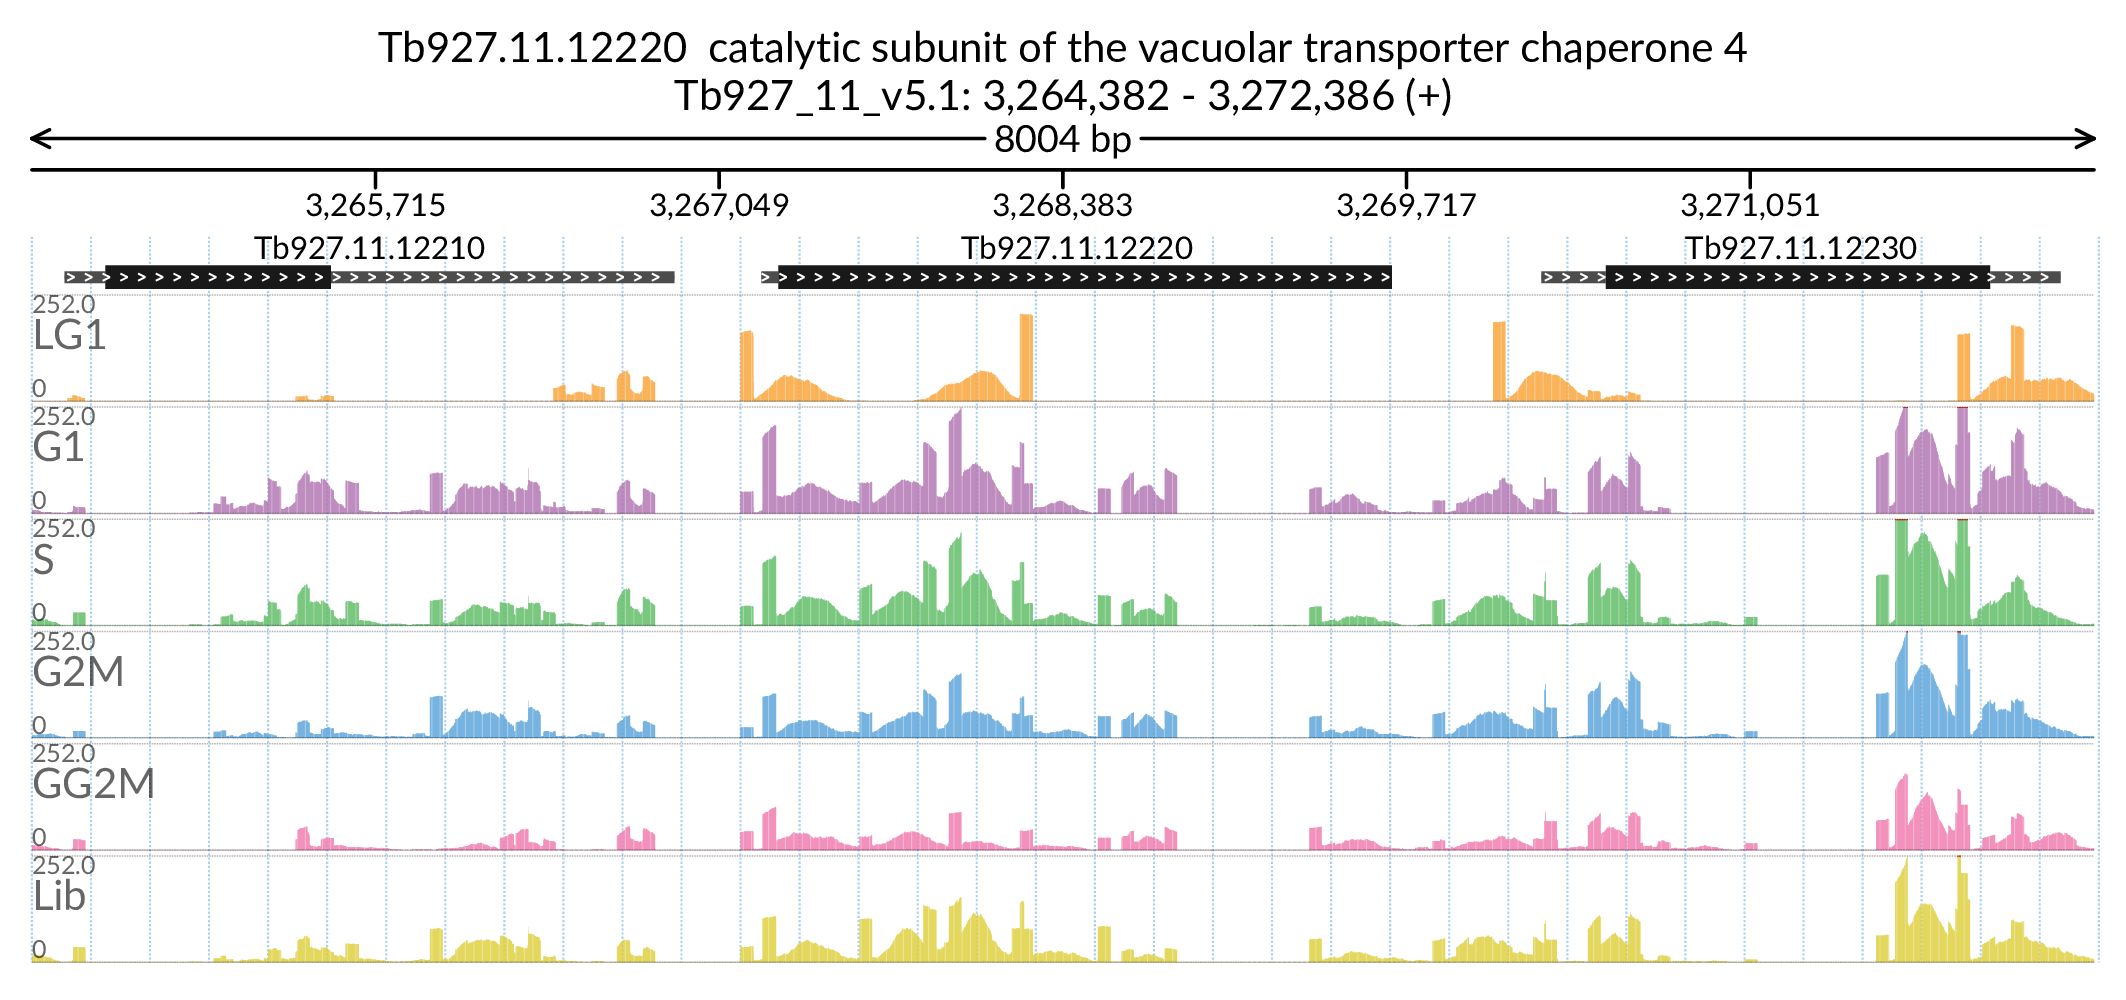 Tb927.11.12220  catalytic subunit of the vacuolar transporter chaperone 4
Tb927_11_v5.1: 3,264,382 - 3,272,386 (+)
8004 bp
3,265,715 3,267,049 3,268,383 3,269,717 3,271,051
Tb927.11.12210 Tb927.11.12220 Tb927.11.12230
252.0
LG1
0
252.0
G1
0
252.0
S
0
252.0
G2M
0
252.0
GG2M
0
252.0
Lib
0